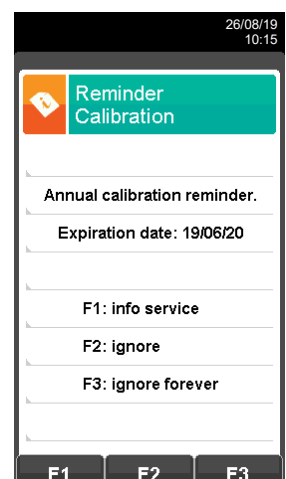 26/08/19
10:15
Reminder
Calibration
Annual calibration reminder.
Expiration date: 19/06/20
F1: info service
F2: ignore
F3: ignore forever
F1 F2 F3